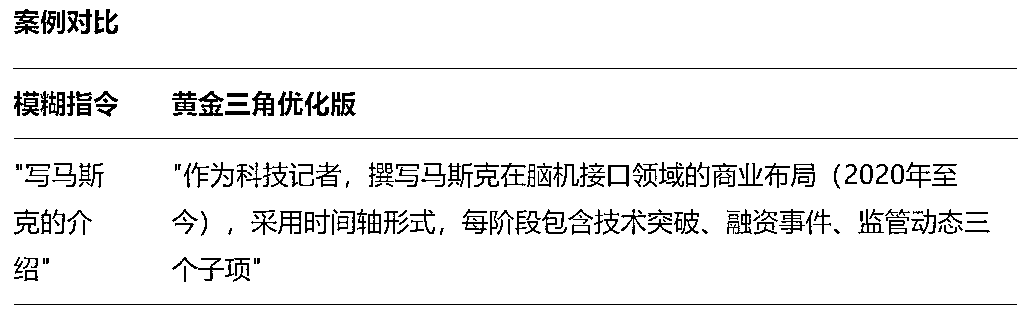 案例对比
模糊指令 黄金三角优化版
"写马斯 "作为科技记者，撰写马斯克在脑机接口领域的商业布局（2020年至
克的介 今），采用时间轴形式，每阶段包含技术突破、融资事件、监管动态三
绍" 个子项"